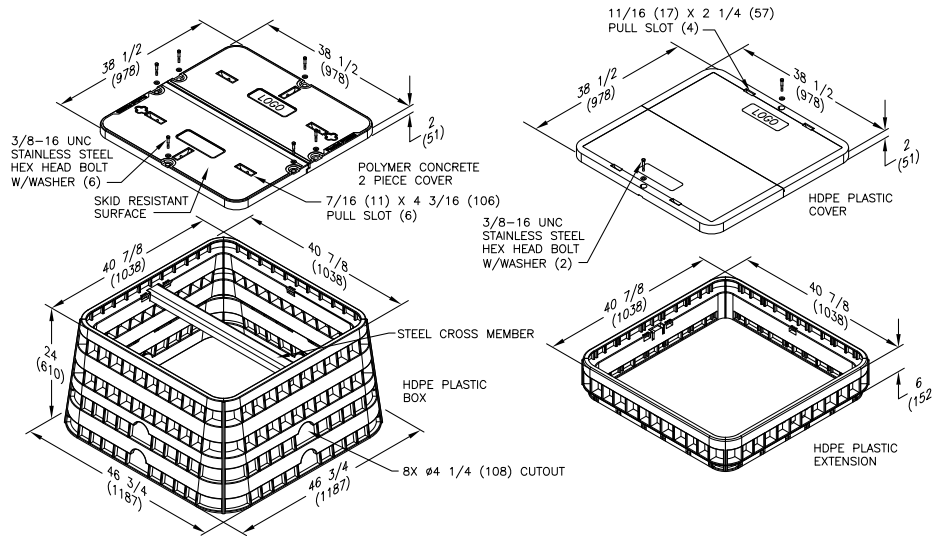 38 1/2
(978)
38 1/2
(978)
2
(51)
LOGO
3/8-16 UNC
STAINLESS STEEL
HEX HEAD BOLT
W/WASHER (6)
SKID RESISTANT
SURFACE
POLYMER CONCRETE
2 PIECE COVER
7/16 (11) X 4 3/16 (106)
PULL SLOT (6)
11/16 (17) X 2 1/4 (57)
PULL SLOT (4)
38 1/2
(978)
38 1/2
(978)
2
(51)
LOGO
HDPE PLASTIC
COVER
3/8-16 UNC
STAINLESS STEEL
HEX HEAD BOLT
W/WASHER (2)
40 7/8
(1038)
40 7/8
(1038)
24
(610)
STEEL CROSS MEMBER
HDPE PLASTIC
BOX
46 3/4
(1187)
46 3/4
(1187)
8X ø4 1/4 (108) CUTOUT
40 7/8
(1038)
40 7/8
(1038)
6
(152
HDPE PLASTIC
EXTENSION